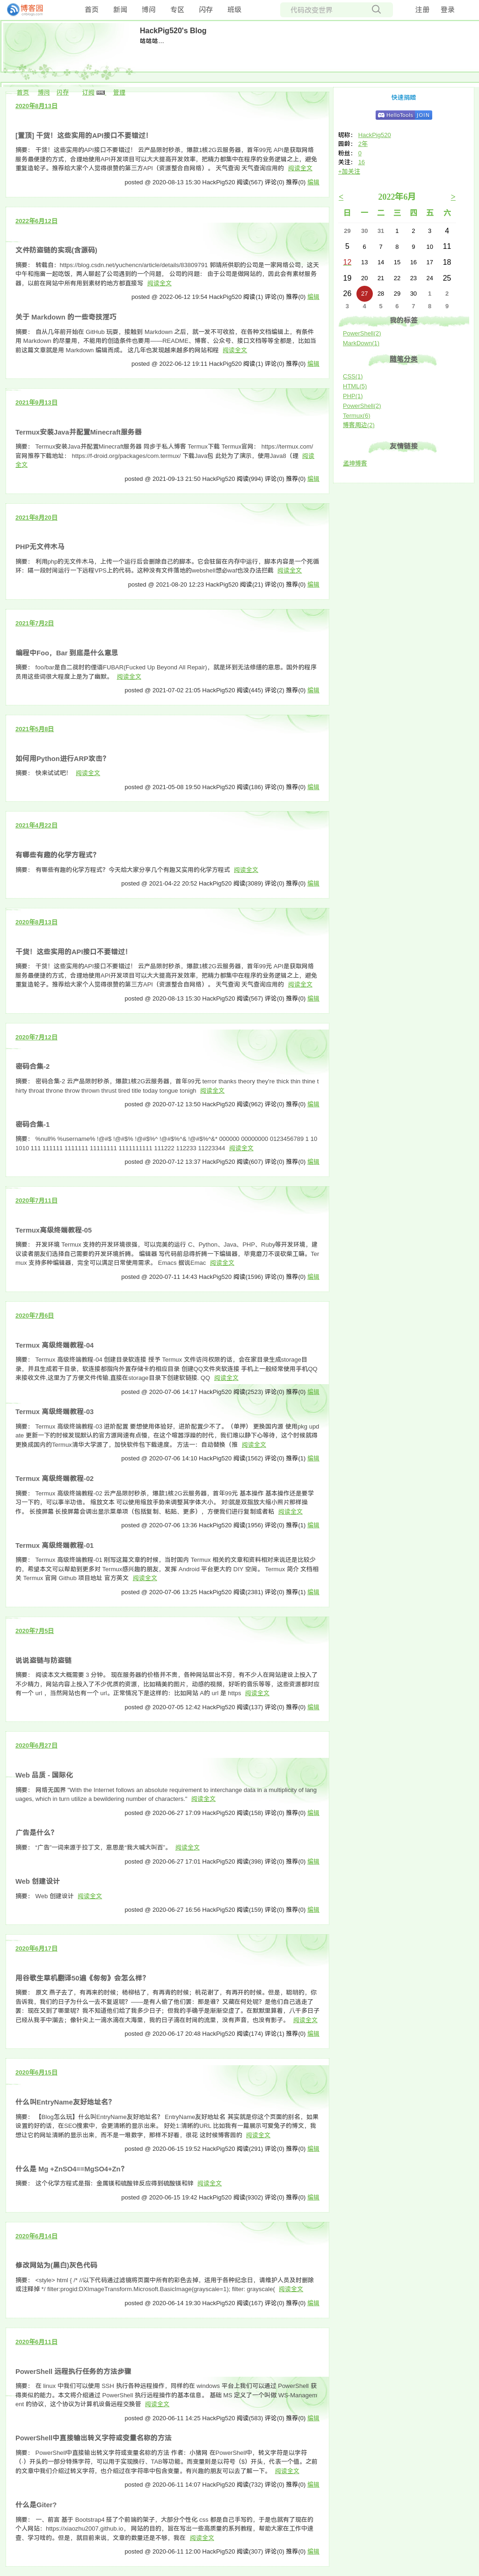 博客园
首页 新闻 博问 专区 闪存 班级
代码改变世界
注册 登录
HackPig520's Blog
咕咕咕...
首页 博问 闪存 订阅 管理
2020年8月13日
[置顶] 干货！这些实用的API接口不要错过！
摘要： 干货！这些实用的API接口不要错过！ 云产品限时秒杀，爆款1核2G云服务器，首年99元 API是获取网络
服务最便捷的方式，合理地使用API开发项目可以大大提高开发效率，把精力都集中在程序的业务逻辑之上，避免
重复造轮子。推荐给大家个人觉得很赞的第三方API（资源整合自网络）。 天气查询 天气查询应用的 阅读全文
posted @ 2020-08-13 15:30 HackPig520 阅读(567) 评论(0) 推荐(0) 编辑
2022年6月12日
文件防盗链的实现(含源码)
摘要： 转载自：https://blog.csdn.net/yuchencn/article/details/83809791 郭靖所供职的公司是一家网络公司，这天
中午和拖雷一起吃饭，两人聊起了公司遇到的一个问题， 公司的问题： 由于公司是做网站的，因此会有素材服务
器，以前在网站中所有用到素材的地方都直接写 阅读全文
posted @ 2022-06-12 19:54 HackPig520 阅读(1) 评论(0) 推荐(0) 编辑
关于 Markdown 的一些奇技淫巧
摘要： 自从几年前开始在 GitHub 玩耍，接触到 Markdown 之后，就一发不可收拾，在各种文档编辑上，有条件
用 Markdown 的尽量用，不能用的创造条件也要用——README、博客、公众号、接口文档等等全都是，比如当
前这篇文章就是用 Markdown 编辑而成。 这几年也发现越来越多的网站和程 阅读全文
posted @ 2022-06-12 19:11 HackPig520 阅读(1) 评论(0) 推荐(0) 编辑
2021年9月13日
Termux安装Java并配置Minecraft服务器
摘要： Termux安装Java并配置Minecraft服务器 同步于私人博客 Termux下载 Termux官网： https://termux.com/
官网推荐下载地址： https://f-droid.org/packages/com.termux/ 下载Java包 此处为了演示，使用Java8（建 阅读
全文
posted @ 2021-09-13 21:50 HackPig520 阅读(994) 评论(0) 推荐(0) 编辑
2021年8月20日
PHP无文件木马
摘要： 利用php的无文件木马，上传一个运行后会删除自己的脚本。它会驻留在内存中运行，脚本内容是一个死循
环：儲一段时间运行一下远程VPS上的代码。这种没有文件落地的webshell想必waf也没办法拦截 阅读全文
posted @ 2021-08-20 12:23 HackPig520 阅读(21) 评论(0) 推荐(0) 编辑
2021年7月2日
编程中Foo，Bar 到底是什么意思
摘要： foo/bar是自二战时的俚语FUBAR(Fucked Up Beyond All Repair)，就是坏到无法修缮的意思。国外的程序
员用这些词很大程度上是为了幽默。 阅读全文
posted @ 2021-07-02 21:05 HackPig520 阅读(445) 评论(2) 推荐(0) 编辑
2021年5月8日
如何用Python进行ARP攻击？
摘要： 快来试试吧！ 阅读全文
posted @ 2021-05-08 19:50 HackPig520 阅读(186) 评论(0) 推荐(0) 编辑
2021年4月22日
有哪些有趣的化学方程式？
摘要： 有哪些有趣的化学方程式？今天给大家分享几个有趣又实用的化学方程式 阅读全文
posted @ 2021-04-22 20:52 HackPig520 阅读(3089) 评论(0) 推荐(0) 编辑
2020年8月13日
干货！这些实用的API接口不要错过！
摘要： 干货！这些实用的API接口不要错过！ 云产品限时秒杀，爆款1核2G云服务器，首年99元 API是获取网络
服务最便捷的方式，合理地使用API开发项目可以大大提高开发效率，把精力都集中在程序的业务逻辑之上，避免
重复造轮子。推荐给大家个人觉得很赞的第三方API（资源整合自网络）。 天气查询 天气查询应用的 阅读全文
posted @ 2020-08-13 15:30 HackPig520 阅读(567) 评论(0) 推荐(0) 编辑
2020年7月12日
密码合集-2
摘要： 密码合集-2 云产品限时秒杀，爆款1核2G云服务器，首年99元 terror thanks theory they're thick thin thine t
hirty throat throne throw thrown thrust tired title today tongue tonigh 阅读全文
posted @ 2020-07-12 13:50 HackPig520 阅读(962) 评论(0) 推荐(0) 编辑
密码合集-1
摘要： %null% %username% !@#$ !@#$% !@#$%^ !@#$%^& !@#$%^&* 000000 00000000 0123456789 1 10
1010 111 111111 1111111 11111111 1111111111 111222 112233 11223344 阅读全文
posted @ 2020-07-12 13:37 HackPig520 阅读(607) 评论(0) 推荐(0) 编辑
2020年7月11日
Termux高级终端教程-05
摘要： 开发环境 Termux 支持的开发环境很强，可以完美的运行 C、Python、Java、PHP、Ruby等开发环境，建
议读者朋友们选择自己需要的开发环境折腾。 编辑器 写代码前总得折腾一下编辑器，毕竟磨刀不误砍柴工嘛。Ter
mux 支持多种编辑器，完全可以满足日常使用需求。 Emacs 据说Emac 阅读全文
posted @ 2020-07-11 14:43 HackPig520 阅读(1596) 评论(0) 推荐(0) 编辑
2020年7月6日
Termux 高级终端教程-04
摘要： Termux 高级终端教程-04 创建目录软连接 授予 Termux 文件访问权限的话，会在家目录生成storage目
录，并且生成若干目录，软连接都指向外置存储卡的相应目录 创建QQ文件夹软连接 手机上一般经常使用手机QQ
来接收文件,这里为了方便文件传输,直接在storage目录下创建软链接. QQ 阅读全文
posted @ 2020-07-06 14:17 HackPig520 阅读(2523) 评论(0) 推荐(0) 编辑
Termux 高级终端教程-03
摘要： Termux 高级终端教程-03 进阶配置 要想使用体验好，进阶配置少不了。（单押） 更换国内源 使用pkg upd
ate 更新一下的时候发现默认的官方源网速有点慢，在这个喧嚣浮躁的时代，我们难以静下心等待，这个时候就得
更换成国内的Termux清华大学源了，加快软件包下载速度。 方法一：自动替换（推 阅读全文
posted @ 2020-07-06 14:10 HackPig520 阅读(1562) 评论(0) 推荐(1) 编辑
Termux 高级终端教程-02
摘要： Termux 高级终端教程-02 云产品限时秒杀，爆款1核2G云服务器，首年99元 基本操作 基本操作还是要学
习一下的，可以事半功倍。 缩放文本 可以使用缩放手势来调整其字体大小。 对!就是双指放大缩小照片那样操
作。 长按屏幕 长按屏幕会调出显示菜单项（包括复制、粘贴、更多），方便我们进行复制或者粘 阅读全文
posted @ 2020-07-06 13:36 HackPig520 阅读(1956) 评论(0) 推荐(1) 编辑
Termux 高级终端教程-01
摘要： Termux 高级终端教程-01 刚写这篇文章的时候，当时国内 Termux 相关的文章和资料相对来说还是比较少
的，希望本文可以帮助到更多对 Termux感兴趣的朋友，发挥 Android 平台更大的 DIY 空间。 Termux 简介 文档相
关 Termux 官网 Github 项目地址 官方英文 阅读全文
posted @ 2020-07-06 13:25 HackPig520 阅读(2381) 评论(0) 推荐(1) 编辑
2020年7月5日
说说盗链与防盗链
摘要： 阅读本文大概需要 3 分钟。 现在服务器的价格并不贵，各种网站层出不穷，有不少人在网站建设上投入了
不少精力，网站内容上投入了不少优质的资源，比如精美的图片，动感的视频，好听的音乐等等，这些资源都对应
有一个 url ，当然网站也有一个 url。正常情况下是这样的：比如网站 A的 url 是 https 阅读全文
posted @ 2020-07-05 12:42 HackPig520 阅读(137) 评论(0) 推荐(0) 编辑
2020年6月27日
Web 品质 - 国际化
摘要： 网络无国界 "With the Internet follows an absolute requirement to interchange data in a multiplicity of lang
uages, which in turn utilize a bewildering number of characters." 阅读全文
posted @ 2020-06-27 17:09 HackPig520 阅读(158) 评论(0) 推荐(0) 编辑
广告是什么？
摘要： “广告”一词来源于拉丁文，意思是“我大喊大叫百”。 阅读全文
posted @ 2020-06-27 17:01 HackPig520 阅读(398) 评论(0) 推荐(0) 编辑
Web 创建设计
摘要： Web 创建设计 阅读全文
posted @ 2020-06-27 16:56 HackPig520 阅读(159) 评论(0) 推荐(0) 编辑
2020年6月17日
用谷歌生草机翻译50遍《匆匆》会怎么样？
摘要： 原文 燕子去了，有再来的时候；杨柳枯了，有再青的时候；桃花谢了，有再开的时候。但是，聪明的，你
告诉我，我们的日子为什么一去不复返呢？——是有人偷了他们罢：那是谁？又藏在何处呢？是他们自己逃走了
罢：现在又到了哪里呢？我不知道他们给了我多少日子；但我的手确乎是渐渐空虚了。在默默里算着，八千多日子
已经从我手中溜去；像针尖上一滴水滴在大海里，我的日子滴在时间的流里，没有声音，也没有影子。 阅读全文
posted @ 2020-06-17 20:48 HackPig520 阅读(174) 评论(1) 推荐(0) 编辑
2020年6月15日
什么叫EntryName友好地址名？
摘要： 【Blog怎么玩】什么叫EntryName友好地址名？ EntryName友好地址名 其实就是你这个页面的别名，如果
设置的好的话，在SEO搜索中，会更清晰的显示出来。 好处1:清晰的URL 比如我有一篇展示可爱兔子的博文，我
想让它的网址清晰的显示出来，而不是一堆数字，那样不好看，很屺 这时候博客园的 阅读全文
posted @ 2020-06-15 19:52 HackPig520 阅读(291) 评论(0) 推荐(0) 编辑
什么是 Mg +ZnSO4==MgSO4+Zn？
摘要： 这个化学方程式是指：金属镁和硫酸锌反应得到硫酸镁和锌 阅读全文
posted @ 2020-06-15 19:42 HackPig520 阅读(9302) 评论(0) 推荐(0) 编辑
2020年6月14日
修改网站为(黑白)灰色代码
摘要： <style> html { /* //以下代码通过滤镜将页面中所有的彩色去掉，适用于各种纪念日，请维护人员及时删除
或注释掉 */ filter:progid:DXImageTransform.Microsoft.BasicImage(grayscale=1); filter: grayscale( 阅读全文
posted @ 2020-06-14 19:30 HackPig520 阅读(167) 评论(0) 推荐(0) 编辑
2020年6月11日
PowerShell 远程执行任务的方法步骤
摘要： 在 linux 中我们可以使用 SSH 执行各种远程操作，同样的在 windows 平台上我们可以通过 PowerShell 获
得类似的能力。本文将介绍通过 PowerShell 执行远程操作的基本信息。 基础 MS 定义了一个叫做 WS-Managem
ent 的协议，这个协议为计算机设备远程交换管 阅读全文
posted @ 2020-06-11 14:25 HackPig520 阅读(583) 评论(0) 推荐(0) 编辑
PowerShell中直接输出转义字符或变量名称的方法
摘要： PowerShell中直接输出转义字符或变量名称的方法 作者：小猪网 在PowerShell中，转义字符是以字符
（·）开头的一部分特殊字符，可以用于实现换行、TAB等功能。而变量则是以符号（$）开头，代表一个值。之前的
文章中我们介绍过转义字符，也介绍过在字符串中包含变量。有兴趣的朋友可以去了解一下。 阅读全文
posted @ 2020-06-11 14:07 HackPig520 阅读(732) 评论(0) 推荐(0) 编辑
什么是Giter？
摘要： 一、前言 基于 Bootstrap4 搭了个前端的架子，大部分个性化 css 都是自己手写的，于是也就有了现在的
个人网站： https://xiaozhu2007.github.io。 网站的目的，旨在写出一些高质量的系列教程，帮助大家在工作中速
查、学习啥的。但是，就目前来说，文章的数量还是不够，我在 阅读全文
posted @ 2020-06-11 12:00 HackPig520 阅读(307) 评论(0) 推荐(0) 编辑
快速捐赠
HelloTools JOIN
昵称： HackPig520
园龄： 2年
粉丝： 0
关注： 16
+加关注
< 2022年6月 >
日 一 二 三 四 五 六
29 30 31 1 2 3 4
5 6 7 8 9 10 11
12 13 14 15 16 17 18
19 20 21 22 23 24 25
26 27 28 29 30 1 2
3 4 5 6 7 8 9
我的标签
PowerShell(2)
MarkDown(1)
随笔分类
CSS(1)
HTML(5)
PHP(1)
PowerShell(2)
Termux(6)
博客周边(2)
友情链接
孟坤博客